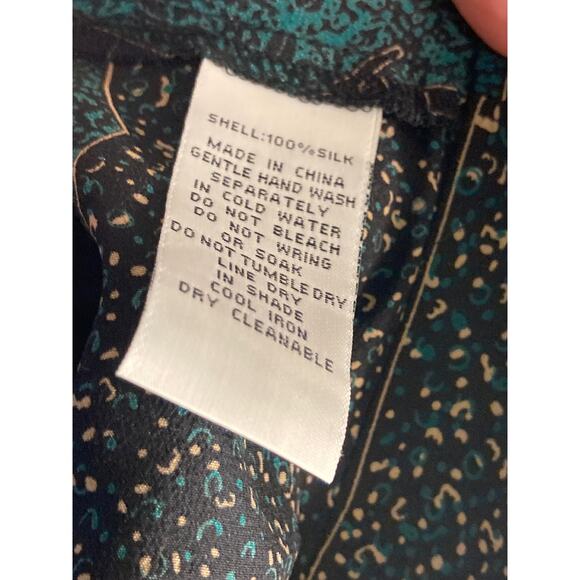 SHELL:100%SILK
MADE IN CHINA
GENTLE HAND WASH
SEPARATELY
IN COLD WATER
DO NOT BLEACH
DO NOT WRING
OR SOAK
DO NOT TUMBLE DRY
LINE DRY
IN SHADE
COOL IRON
DRY CLEANABLE